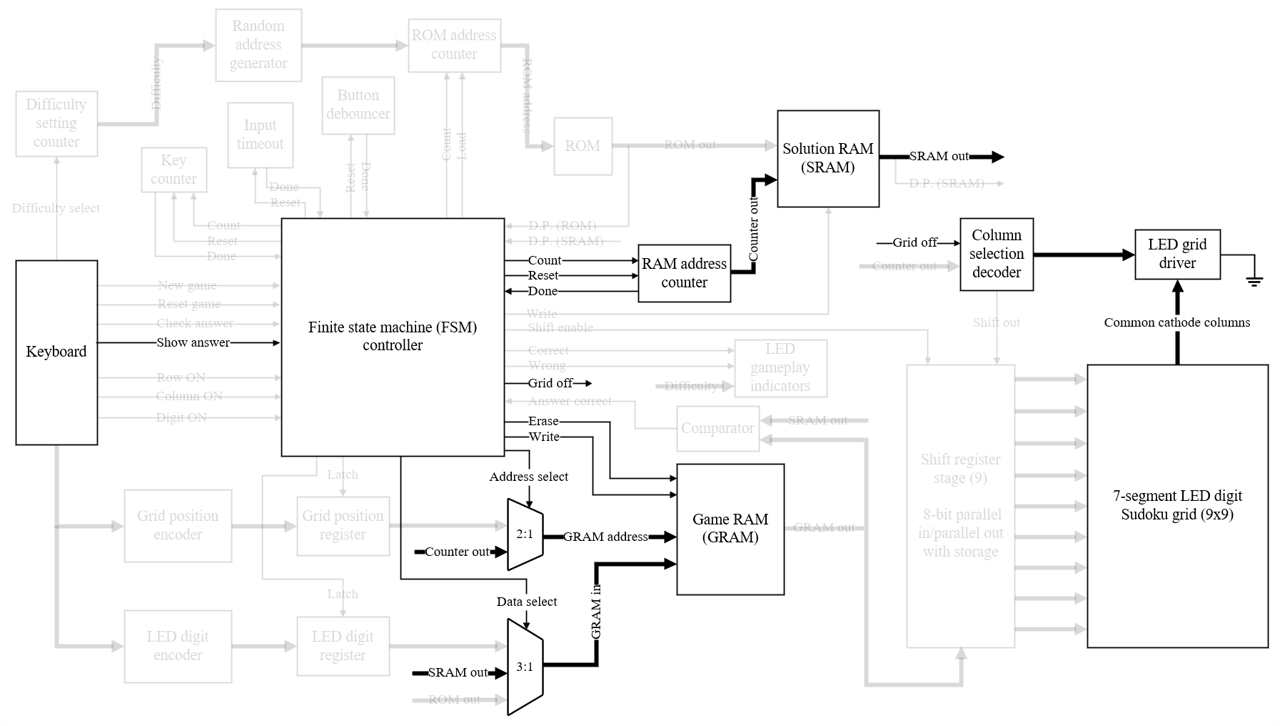 Random
address
generator
ROM address
counter
Difficulty
setting
counter
Difficulty
Button
debouncer
Input
timeout
Key
counter
Count
Load
ROM address
ROM
ROM out
Solution RAM
(SRAM)
SRAM out
D.P. (SRAM)
Difficulty select
Done
Reset
Reset
Done
Count
Reset
Done
D.P. (ROM)
D.P. (SRAM)
Count
Reset
Done
RAM address
counter
Counter out
Grid off
Counter out
Column
selection
decoder
LED grid
driver
Shift out
Common cathode columns
Keyboard
New game
Reset game
Check answer
Show answer
Row ON
Column ON
Digit ON
Finite state machine (FSM)
controller
Write
Shift enable
Correct
Wrong
Grid off
Answer correct
Difficulty
LED
gameplay
indicators
Erase
Write
Comparator
SRAM out
Latch
Address select
Grid position
encoder
Grid position
register
2:1
Counter out
GRAM address
Game RAM
(GRAM)
GRAM out
Shift register
stage (9)
8-bit parallel
in/parallel out
with storage
7-segment LED digit
Sudoku grid (9x9)
Latch
Data select
GRAM in
LED digit
encoder
LED digit
register
3:1
SRAM out
ROM out